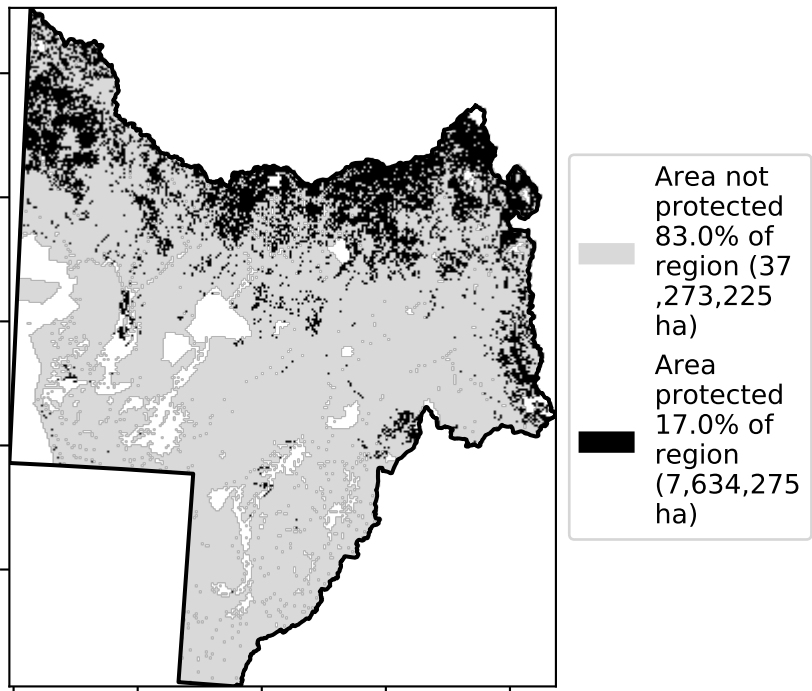 Area not
protected
83.0% of
region (37
,273,225
ha)
Area
protected
17.0% of
region
(7,634,275
ha)